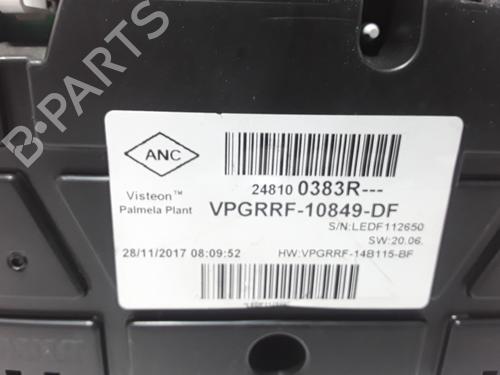 B-PARTS
ANC
24810 0383R---
Visteon™
Palmela Plant
VPGRRF-10849-DF
S/N:LEDF112650
SW:20.06.
28/11/2017 08:09:52
HW:VPGRRF-14B115-BF